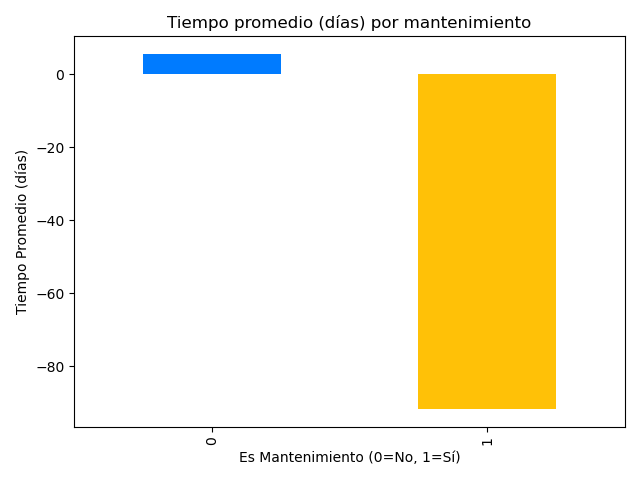 Tiempo promedio (días) por mantenimiento
Tiempo Promedio (días)
0
−20
−40
−60
−80
0
1
Es Mantenimiento (0=No, 1=Sí)